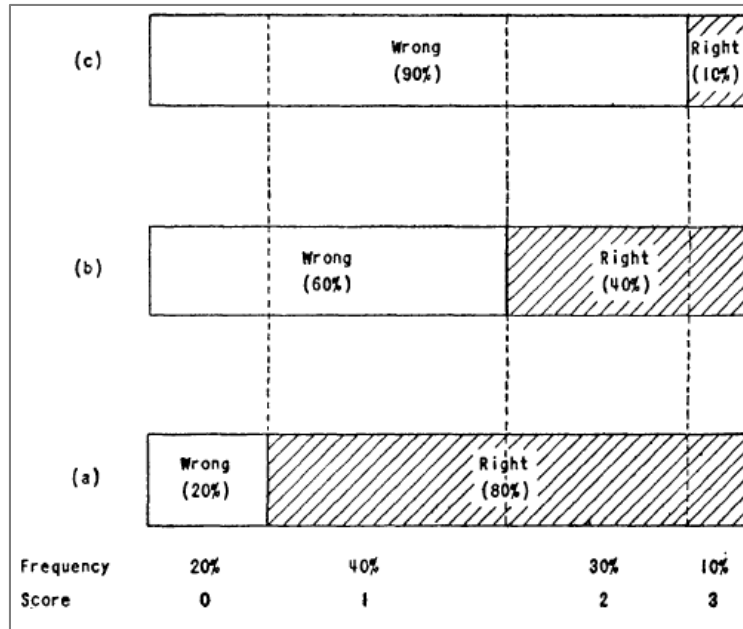 (c)
Wrong
(90%)
Right
(10%)
(b)
Wrong
(60%)
Right
(40%)
(a)
Wrong
(20%)
Right
(80%)
Frequency 20% 40% 30% 10%
Score 0 1 2 3